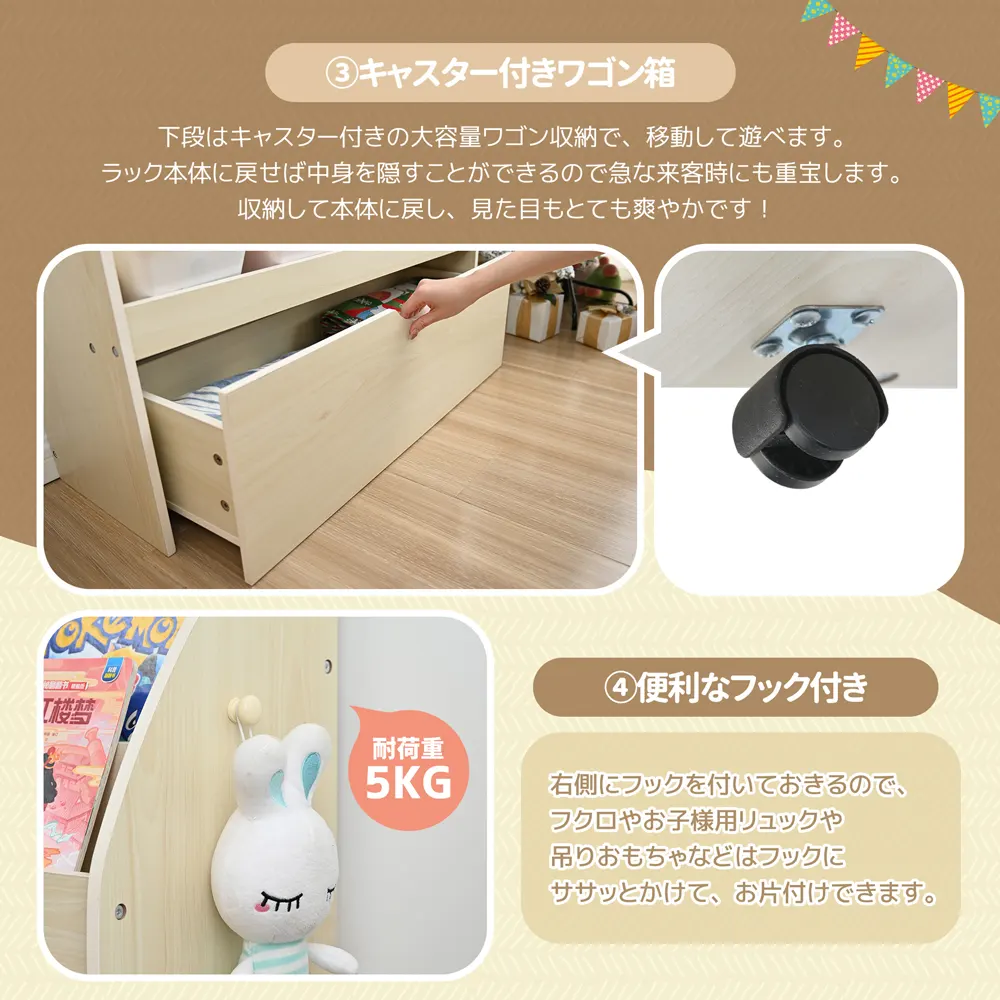 ③キャスター付きワゴン箱
下段はキャスター付きの大容量ワゴン収納で、移動して遊べます。
ラック本体に戻せば中身を隠すことができるので急な来客時にも重宝します。
収納して本体に戻し、見た目もとても爽やかです！
POKÉMON
红楼梦
耐荷重
5KG
④便利なフック付き
右側にフックを付いておきるので、
フクロやお子様用リュックや
吊りおもちゃなどはフックに
ササッとかけて、お片付けできます。